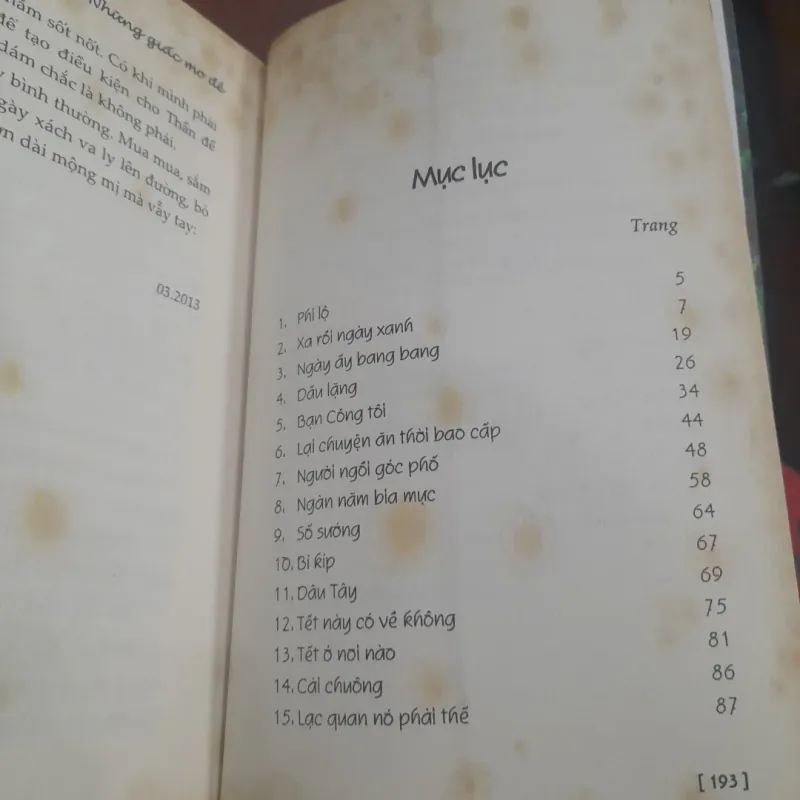 Những giấc mơ để
sốt nốt. Có khi mình phải
để tạo điều kiện cho Thần để
dám chắc là không phải.
bình thường. Mua mua, sắm
xách va ly lên đường, bỏ
dài mộng mị mà vẫy tay:
03.2013
Mục lục
Trang
1. Phi lộ 5
2. Xa rồi ngày xanh 7
3. Ngày ấy bang bang 19
4. Dấu lặng 26
5. Bạn Công tôi 34
6. Lại chuyện ăn thời bao cấp 44
7. Người ngồi góc phố 48
8. Ngàn năm bia mục 58
9. Số sướng 64
10. Bí kíp 67
11. Dâu Tây 69
12. Tết này có về không 75
13. Tết ở nơi nào 81
14. Cái chuông 86
15. Lạc quan nó phải thế 87
[ 193 ]